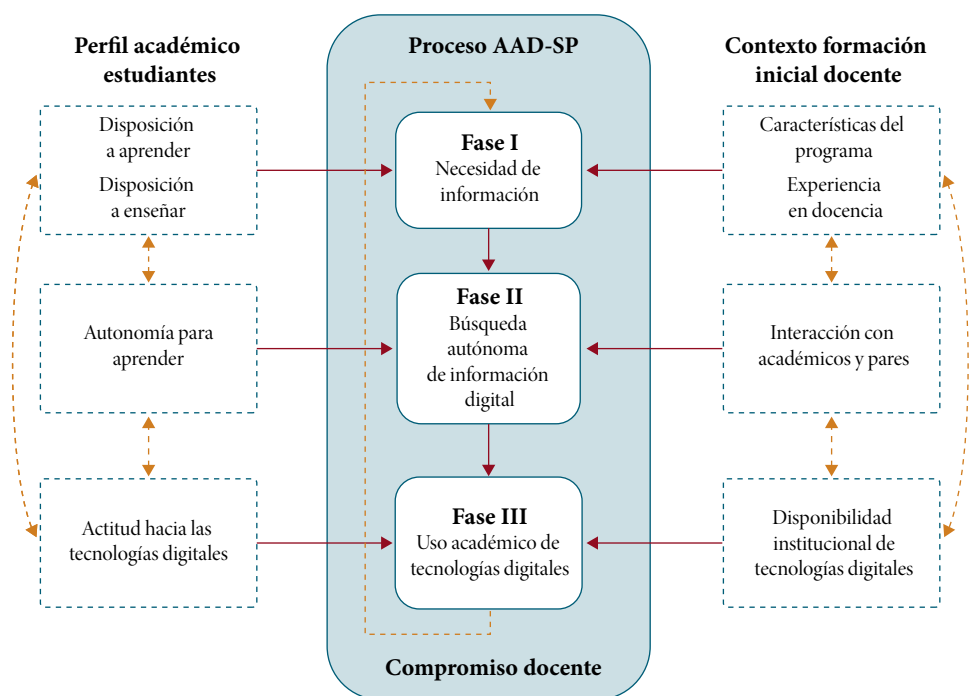 Perfil académico
estudiantes
Disposición
a aprender
Disposición
a enseñar
Autonomía para
aprender
Actitud hacia las
tecnologías digitales
Proceso AAD-SP
Fase I
Necesidad de
información
Fase II
Búsqueda
autónoma
de información
digital
Fase III
Uso académico de
tecnologías digitales
Compromiso docente
Contexto formación
inicial docente
Características del
programa
Experiencia
en docencia
Interacción con
académicos y pares
Disponibilidad
institucional de
tecnologías digitales